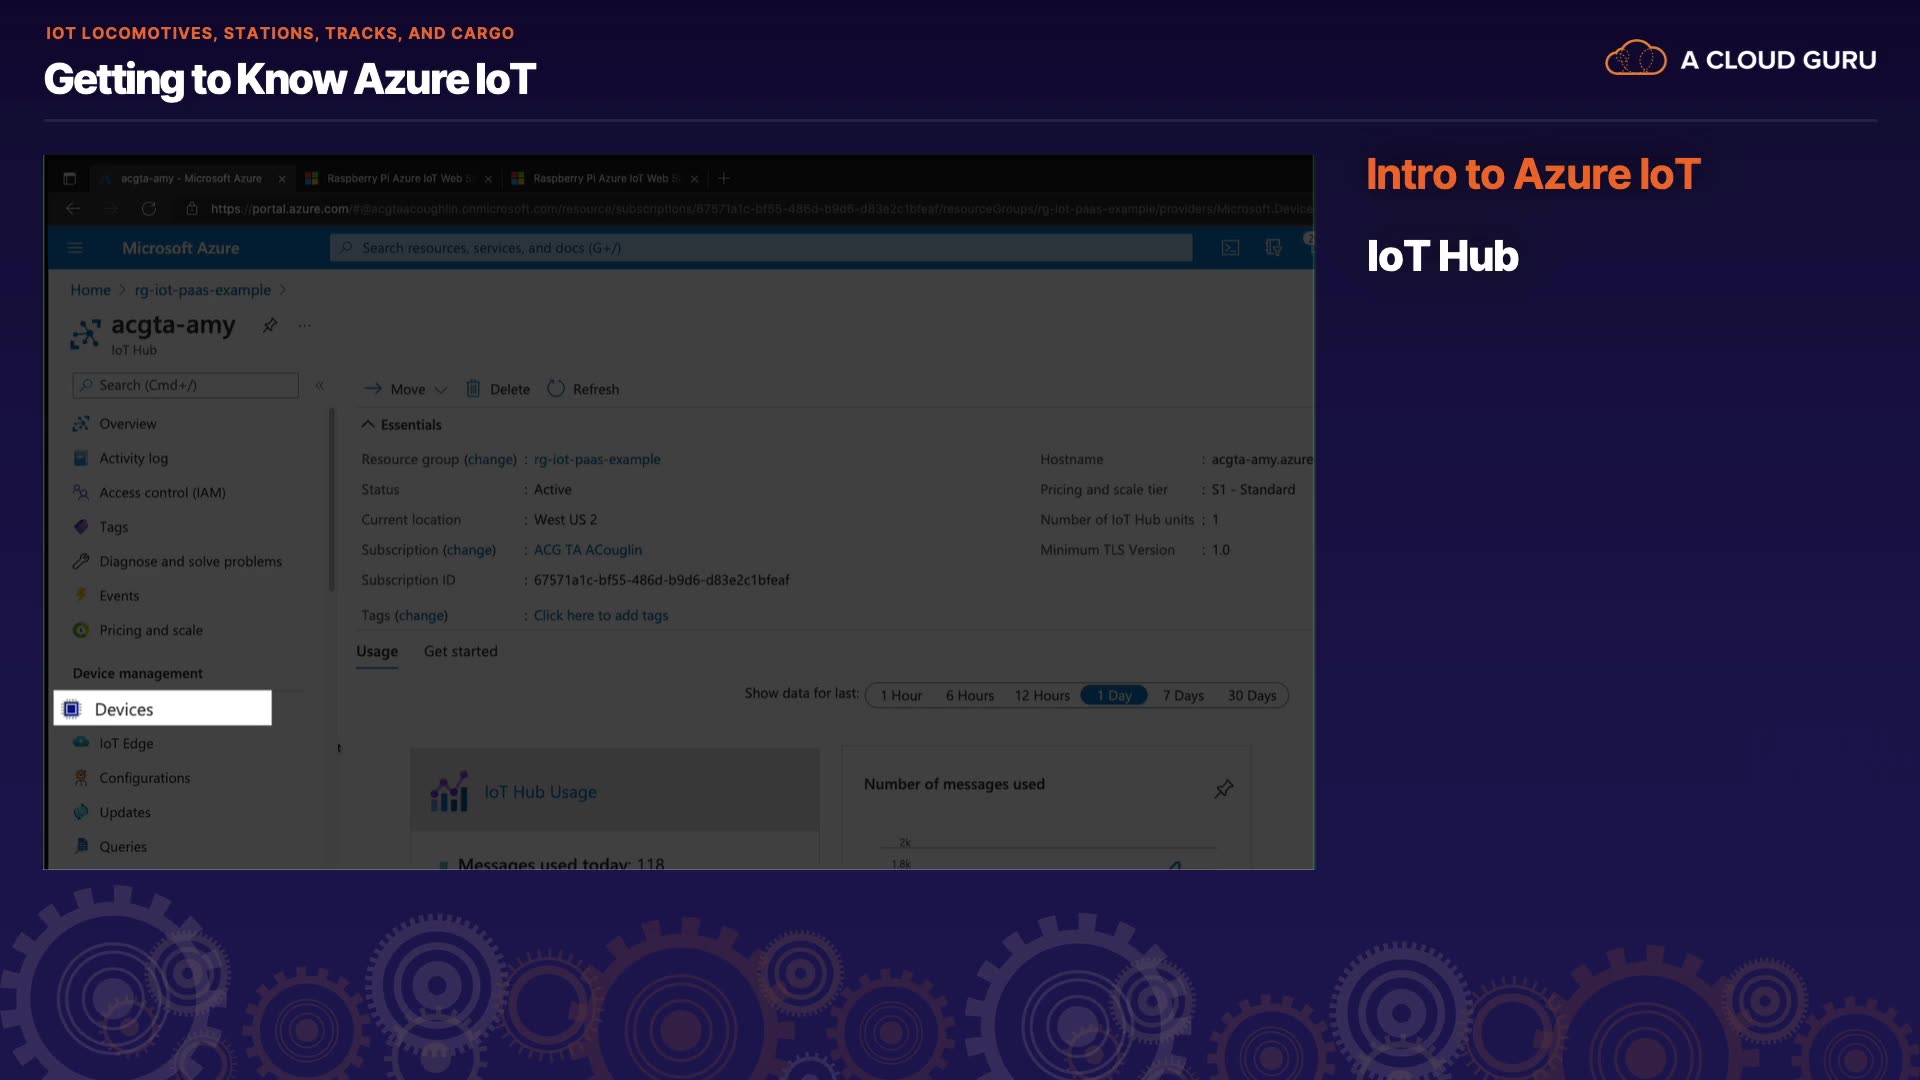 IOT LOCOMOTIVES, STATIONS, TRACKS, AND CARGO
Getting to Know Azure IoT
A CLOUD GURU
Intro to Azure IoT
IoT Hub
acgta-amy - Microsoft Azure
Raspberry Pi Azure IoT Web S
Raspberry Pi Azure IoT Web S
https://portal.azure.com/#@acgtaacoughlin.onmicrosoft.com/resource/subscriptions/67571a1c-bf55-486d-b9d6-d83e2c1bfeaf/resourceGroups/rg-iot-paas-example/providers/Microsoft.Device
Microsoft Azure
Search resources, services, and docs (G+/)
2
Home > rg-iot-paas-example >
acgta-amy
IoT Hub
Search (Cmd+/)
Overview
Activity log
Access control (IAM)
Tags
Diagnose and solve problems
Events
Pricing and scale
Device management
Devices
IoT Edge
Configurations
Updates
Queries
Move
Delete
Refresh
Essentials
Resource group (change) : rg-iot-paas-example
Status : Active
Current location : West US 2
Subscription (change) : ACG TA ACouglin
Subscription ID : 67571a1c-bf55-486d-b9d6-d83e2c1bfeaf
Tags (change) : Click here to add tags
Hostname : acgta-amy.azure
Pricing and scale tier : S1 - Standard
Number of IoT Hub units : 1
Minimum TLS Version : 1.0
Usage
Get started
Show data for last: 1 Hour 6 Hours 12 Hours 1 Day 7 Days 30 Days
IoT Hub Usage
Messages used today: 118
Number of messages used
2k
1.8k